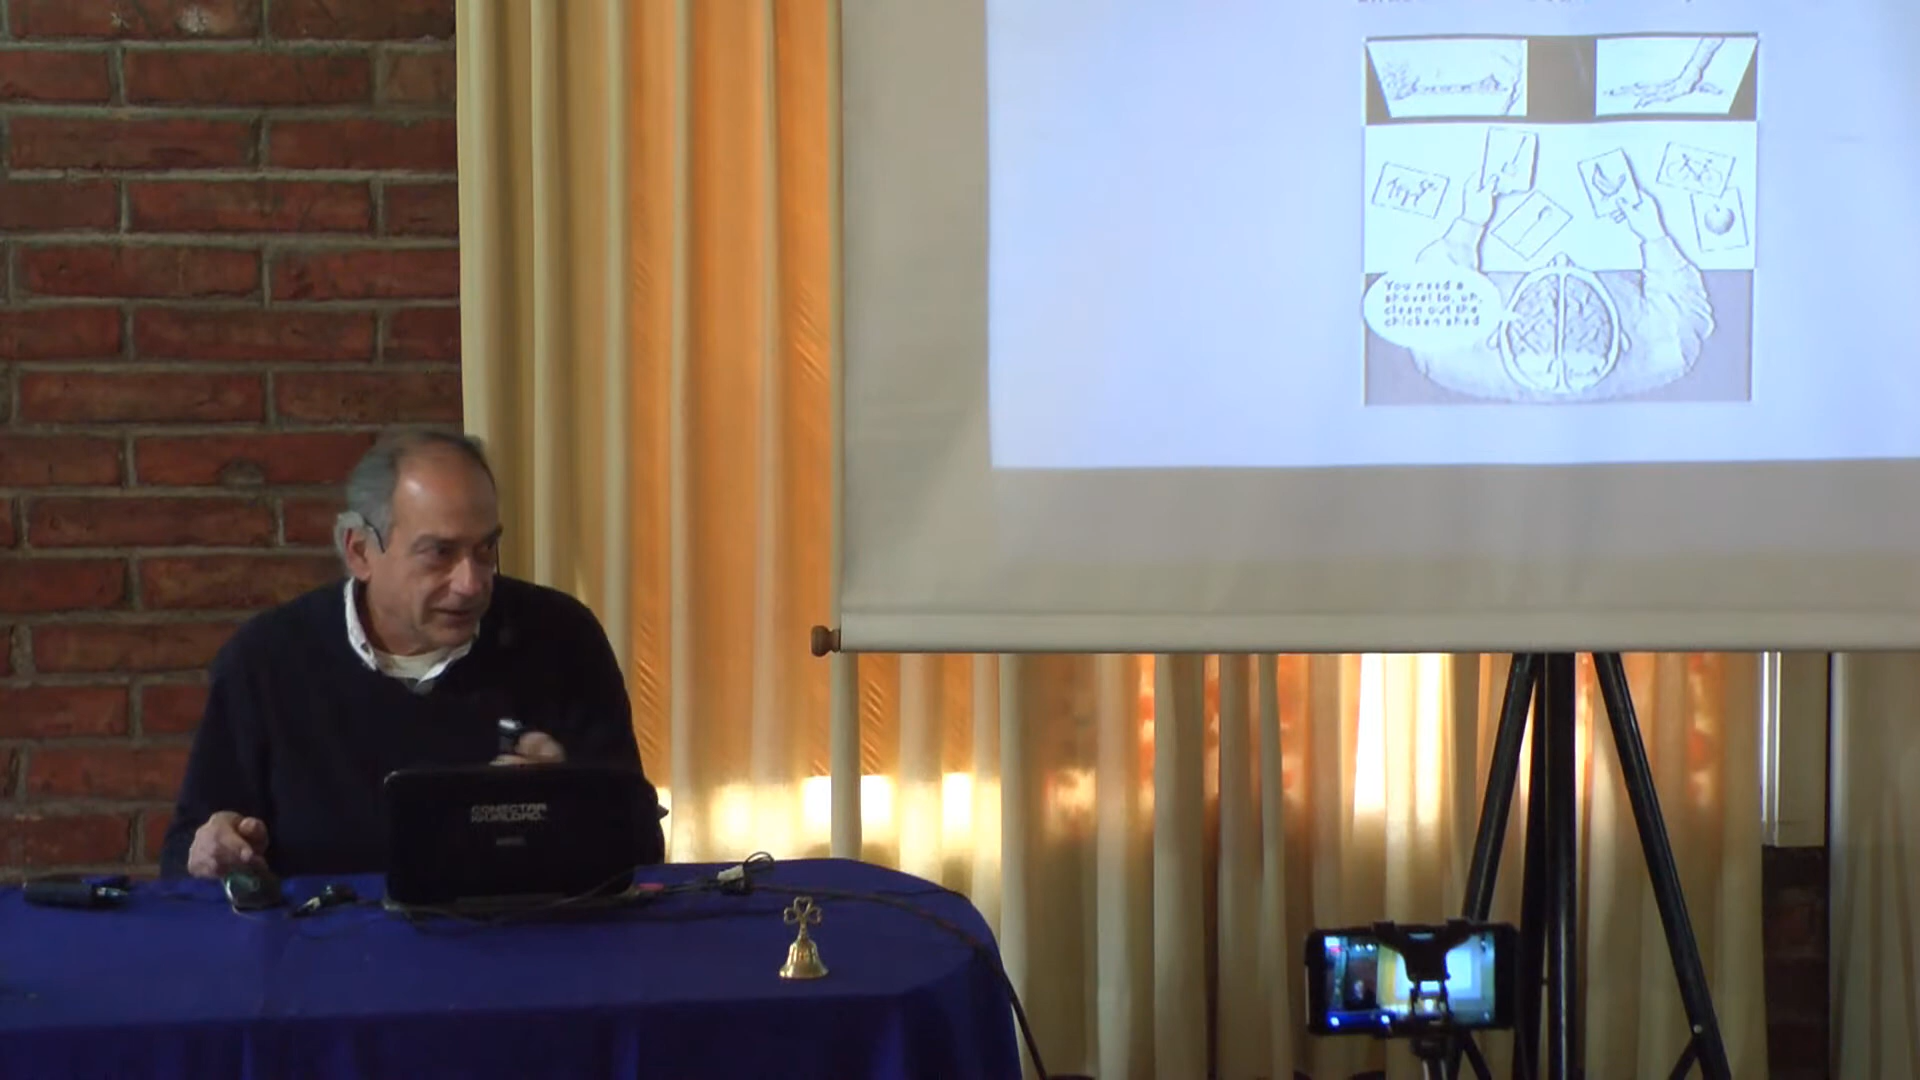 You need a
shovel to, uh,
clean out the
chicken shed
CONECTAR
IGUALDAD